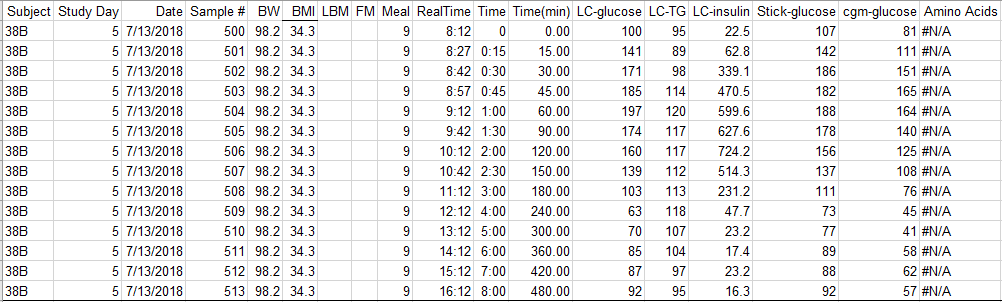 Subject Study Day Date Sample # BW BMI LBM FM Meal RealTime Time Time(min) LC-glucose LC-TG LC-insulin Stick-glucose cgm-glucose Amino Acids
38B 5 7/13/2018 500 98.2 34.3 9 8:12 0 0.00 100 95 22.5 107 81 #N/A
38B 5 7/13/2018 501 98.2 34.3 9 8:27 0:15 15.00 141 89 62.8 142 111 #N/A
38B 5 7/13/2018 502 98.2 34.3 9 8:42 0:30 30.00 171 98 339.1 186 151 #N/A
38B 5 7/13/2018 503 98.2 34.3 9 8:57 0:45 45.00 185 114 470.5 182 165 #N/A
38B 5 7/13/2018 504 98.2 34.3 9 9:12 1:00 60.00 197 120 599.6 188 164 #N/A
38B 5 7/13/2018 505 98.2 34.3 9 9:42 1:30 90.00 174 117 627.6 178 140 #N/A
38B 5 7/13/2018 506 98.2 34.3 9 10:12 2:00 120.00 160 117 724.2 156 125 #N/A
38B 5 7/13/2018 507 98.2 34.3 9 10:42 2:30 150.00 139 112 514.3 137 108 #N/A
38B 5 7/13/2018 508 98.2 34.3 9 11:12 3:00 180.00 103 113 231.2 111 76 #N/A
38B 5 7/13/2018 509 98.2 34.3 9 12:12 4:00 240.00 63 118 47.7 73 45 #N/A
38B 5 7/13/2018 510 98.2 34.3 9 13:12 5:00 300.00 70 107 23.2 77 41 #N/A
38B 5 7/13/2018 511 98.2 34.3 9 14:12 6:00 360.00 85 104 17.4 89 58 #N/A
38B 5 7/13/2018 512 98.2 34.3 9 15:12 7:00 420.00 87 97 23.2 88 62 #N/A
38B 5 7/13/2018 513 98.2 34.3 9 16:12 8:00 480.00 92 95 16.3 92 57 #N/A